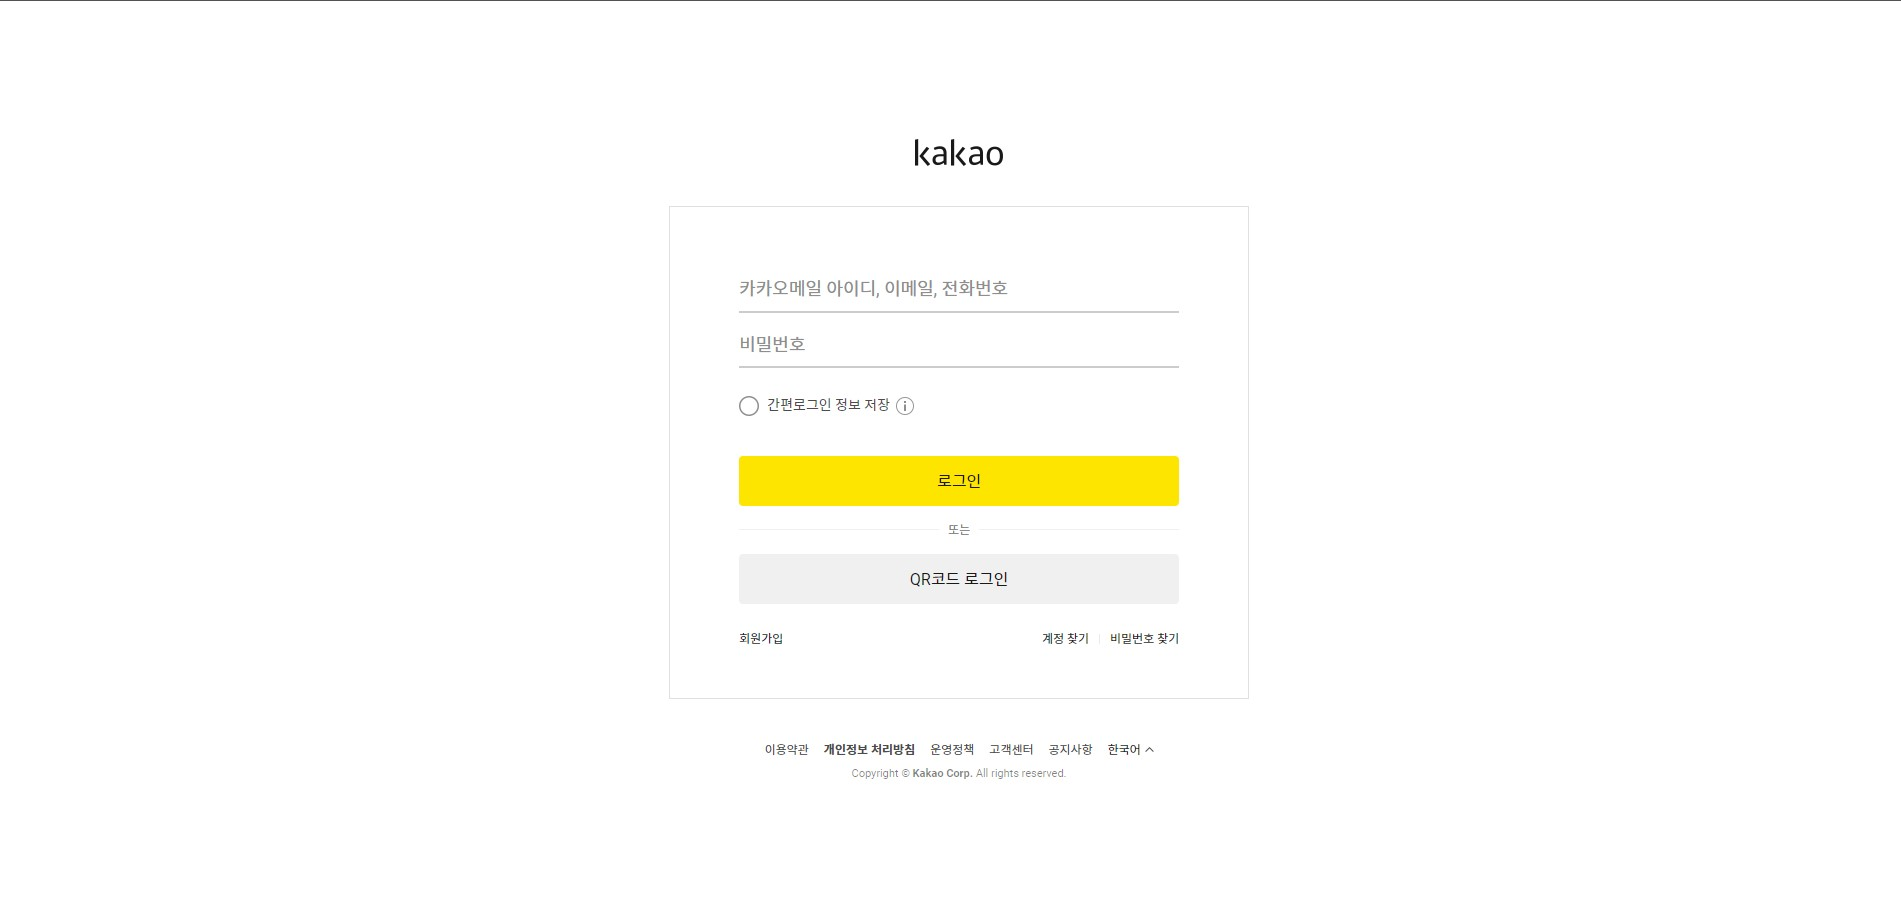 kakao
카카오메일 아이디, 이메일, 전화번호
비밀번호
간편로그인 정보 저장
로그인
또는
QR코드 로그인
회원가입 계정 찾기 비밀번호 찾기
이용약관 개인정보 처리방침 운영정책 고객센터 공지사항 한국어
Copyright © Kakao Corp. All rights reserved.